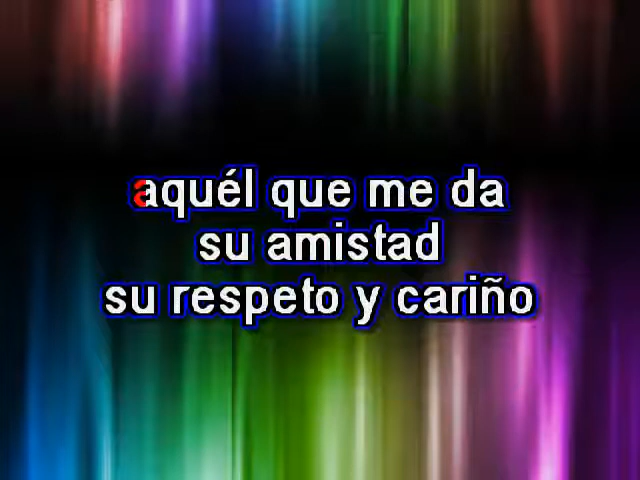 aquél que me da
su amistad
su respeto y cariño